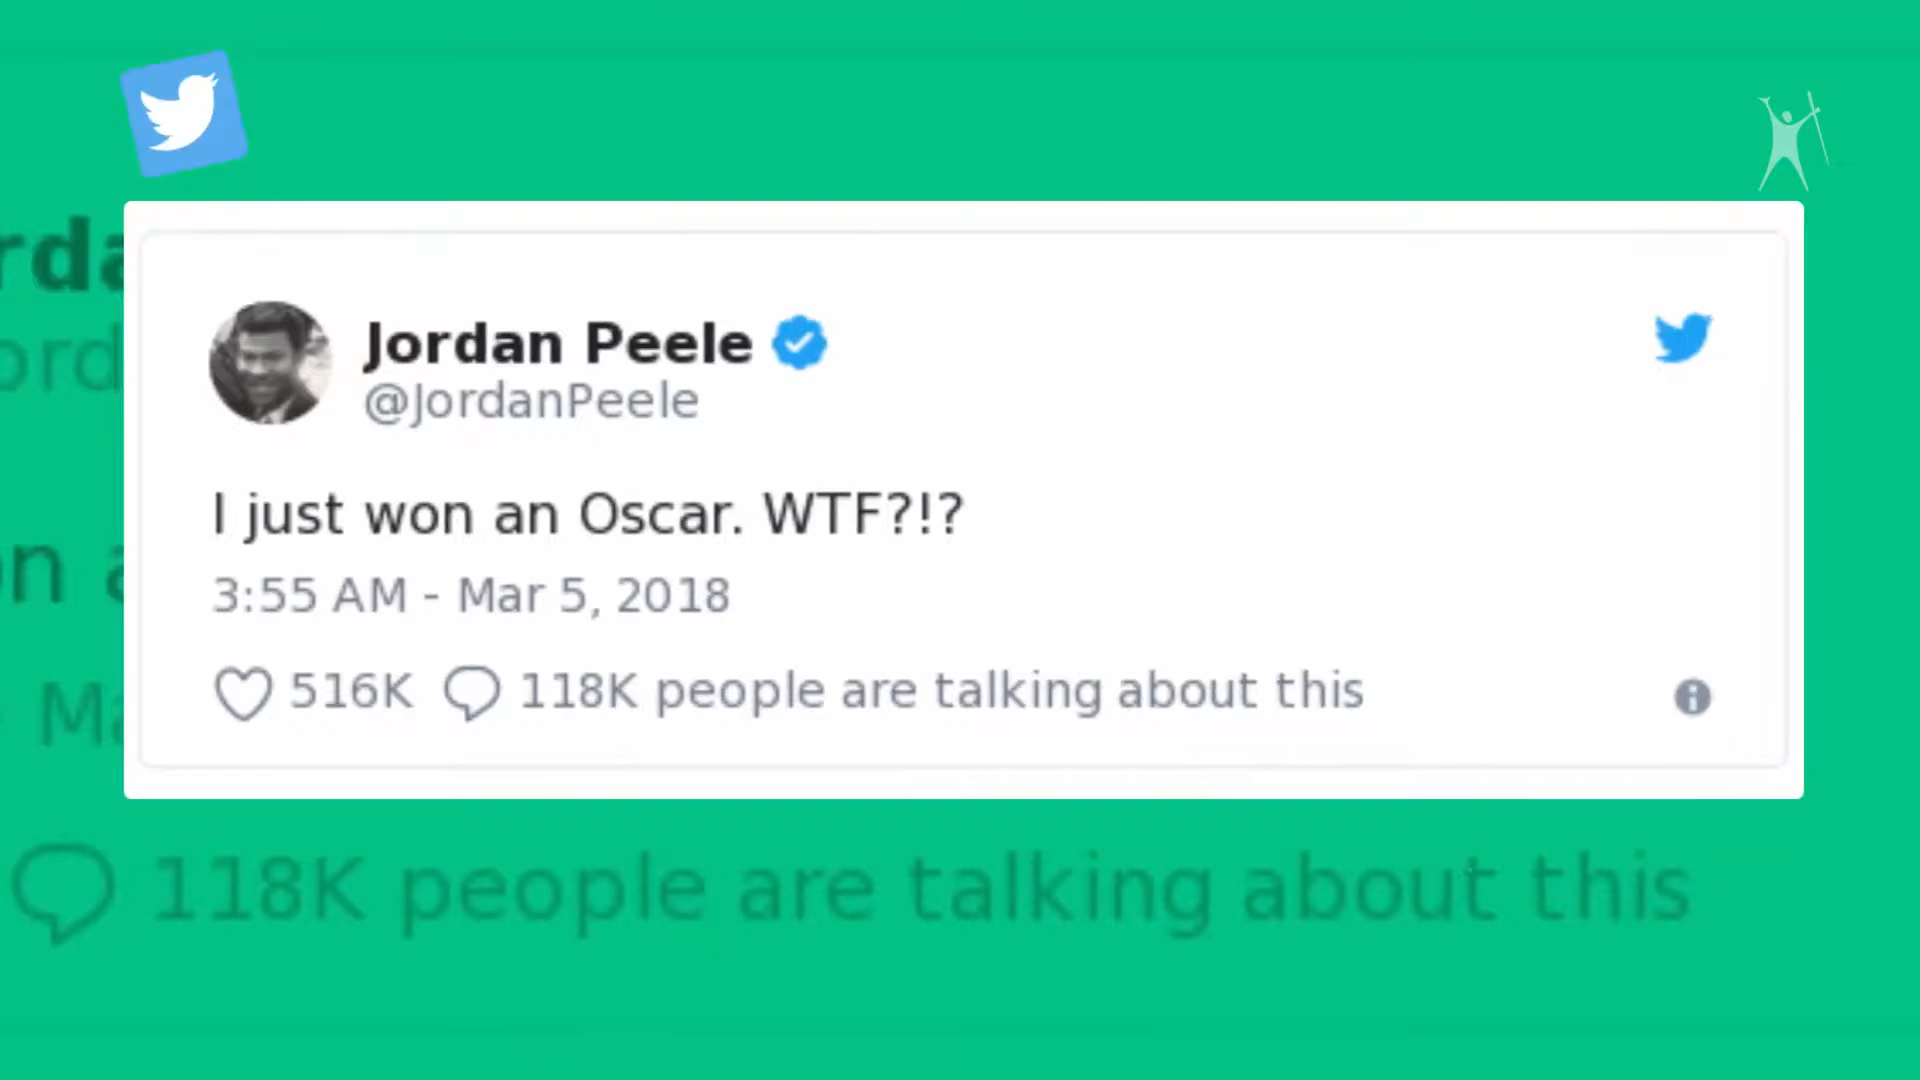 Jordan Peele
@JordanPeele
I just won an Oscar. WTF?!?
3:55 AM - Mar 5, 2018
516K 118K people are talking about this
118K people are talking about this